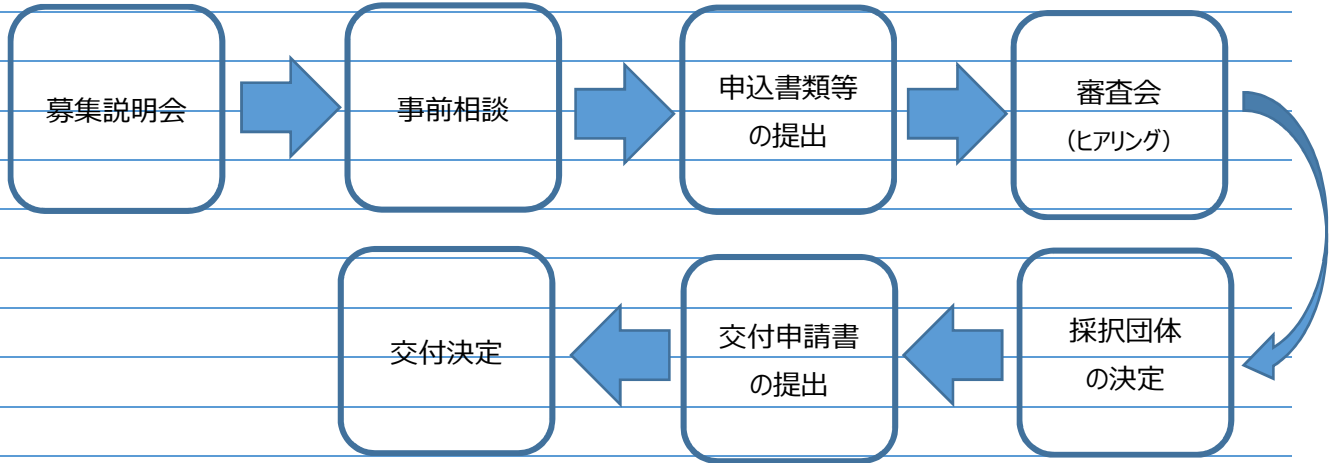 募集説明会
事前相談
申込書類等
の提出
審査会
（ヒアリング）
採択団体
の決定
交付申請書
の提出
交付決定